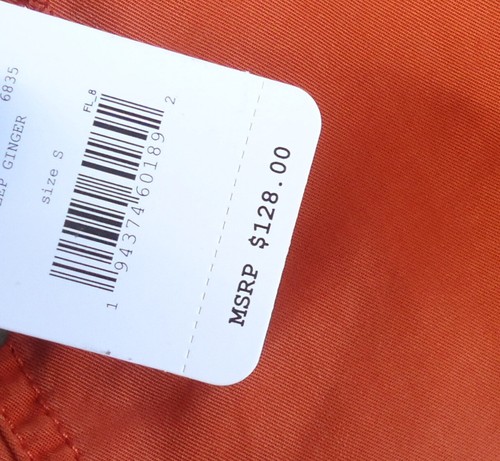 6835
GINGER
size S
FL_8
1 94374 60189 2
MSRP $128.00